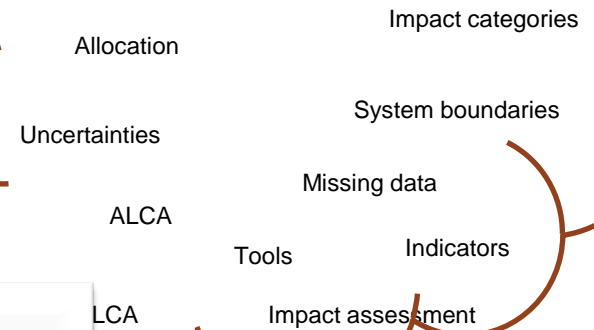 Impact categories
Allocation
System boundaries
Uncertainties
Missing data
ALCA
Indicators
Tools
LCA
Impact assessment